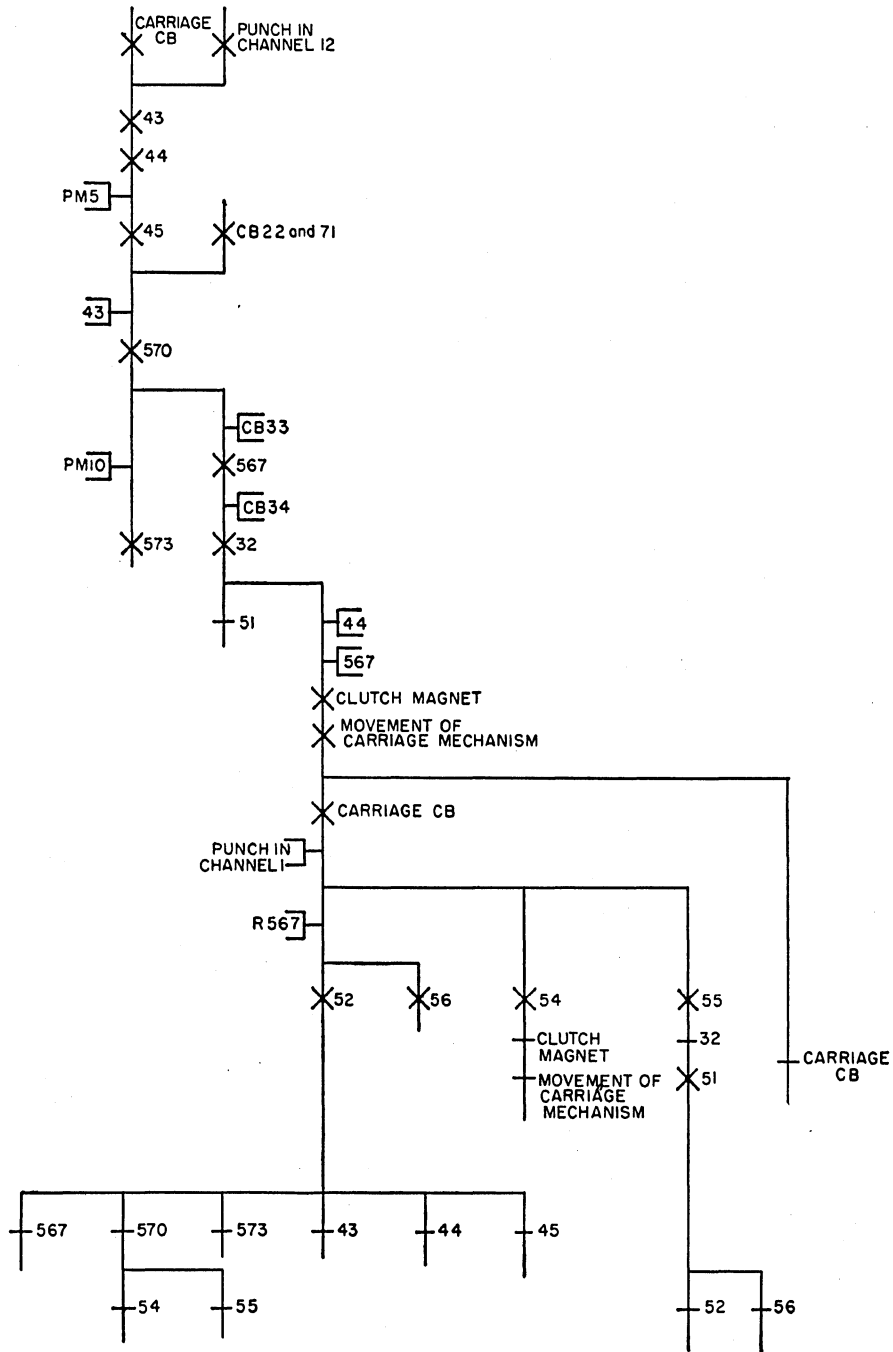 CARRIAGE
CB
PUNCH IN
CHANNEL 12
43
44
PM5
45
CB22 and 71
43
570
CB33
PM10
567
CB34
573
32
51
44
567
CLUTCH MAGNET
MOVEMENT OF
CARRIAGE MECHANISM
CARRIAGE CB
PUNCH IN
CHANNEL 1
R567
52
56
54
55
CLUTCH
MAGNET
32
CARRIAGE
CB
MOVEMENT OF
CARRIAGE
MECHANISM
51
567
570
573
43
44
45
54
55
52
56